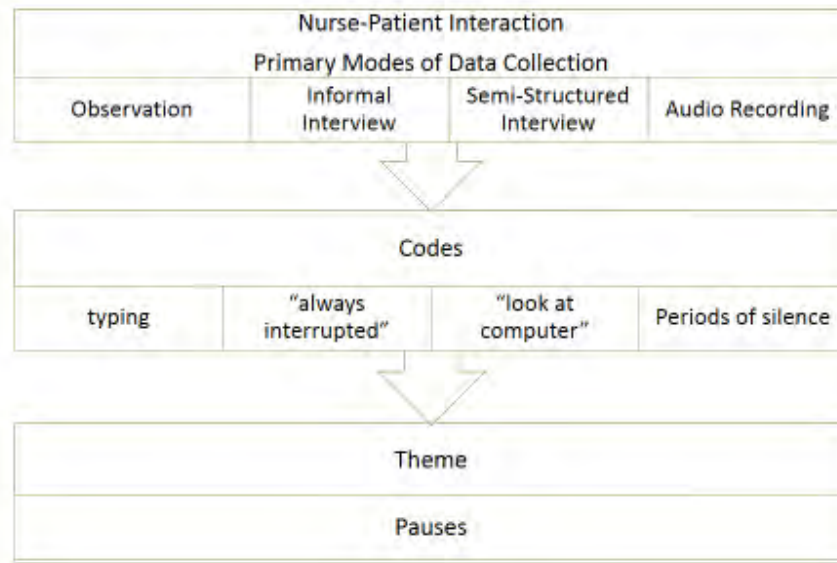 Nurse-Patient Interaction
Primary Modes of Data Collection
Observation
Informal
Interview
Semi-Structured
Interview
Audio Recording
Codes
typing
“always
interrupted”
“look at
computer”
Periods of silence
Theme
Pauses